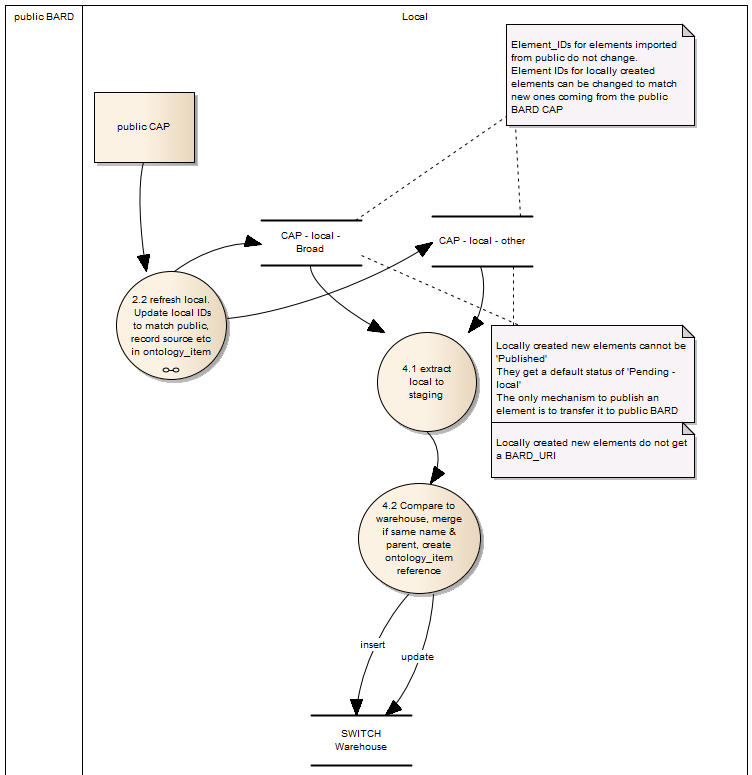 public BARD
Local
Element_IDs for elements imported
from public do not change.
Element IDs for locally created
elements can be changed to match
new ones coming from the public
BARD CAP
public CAP
CAP - local -
Broad
CAP - local - other
2.2 refresh local.
Update local IDs
to match public,
record source etc
in ontology_item
Locally created new elements cannot be
'Published'
They get a default status of 'Pending -
local'
The only mechanism to publish an
element is to transfer it to public BARD
4.1 extract
local to
staging
Locally created new elements do not get
a BARD_URI
4.2 Compare to
warehouse, merge
if same name &
parent, create
ontology_item
reference
insert
update
SWITCH
Warehouse